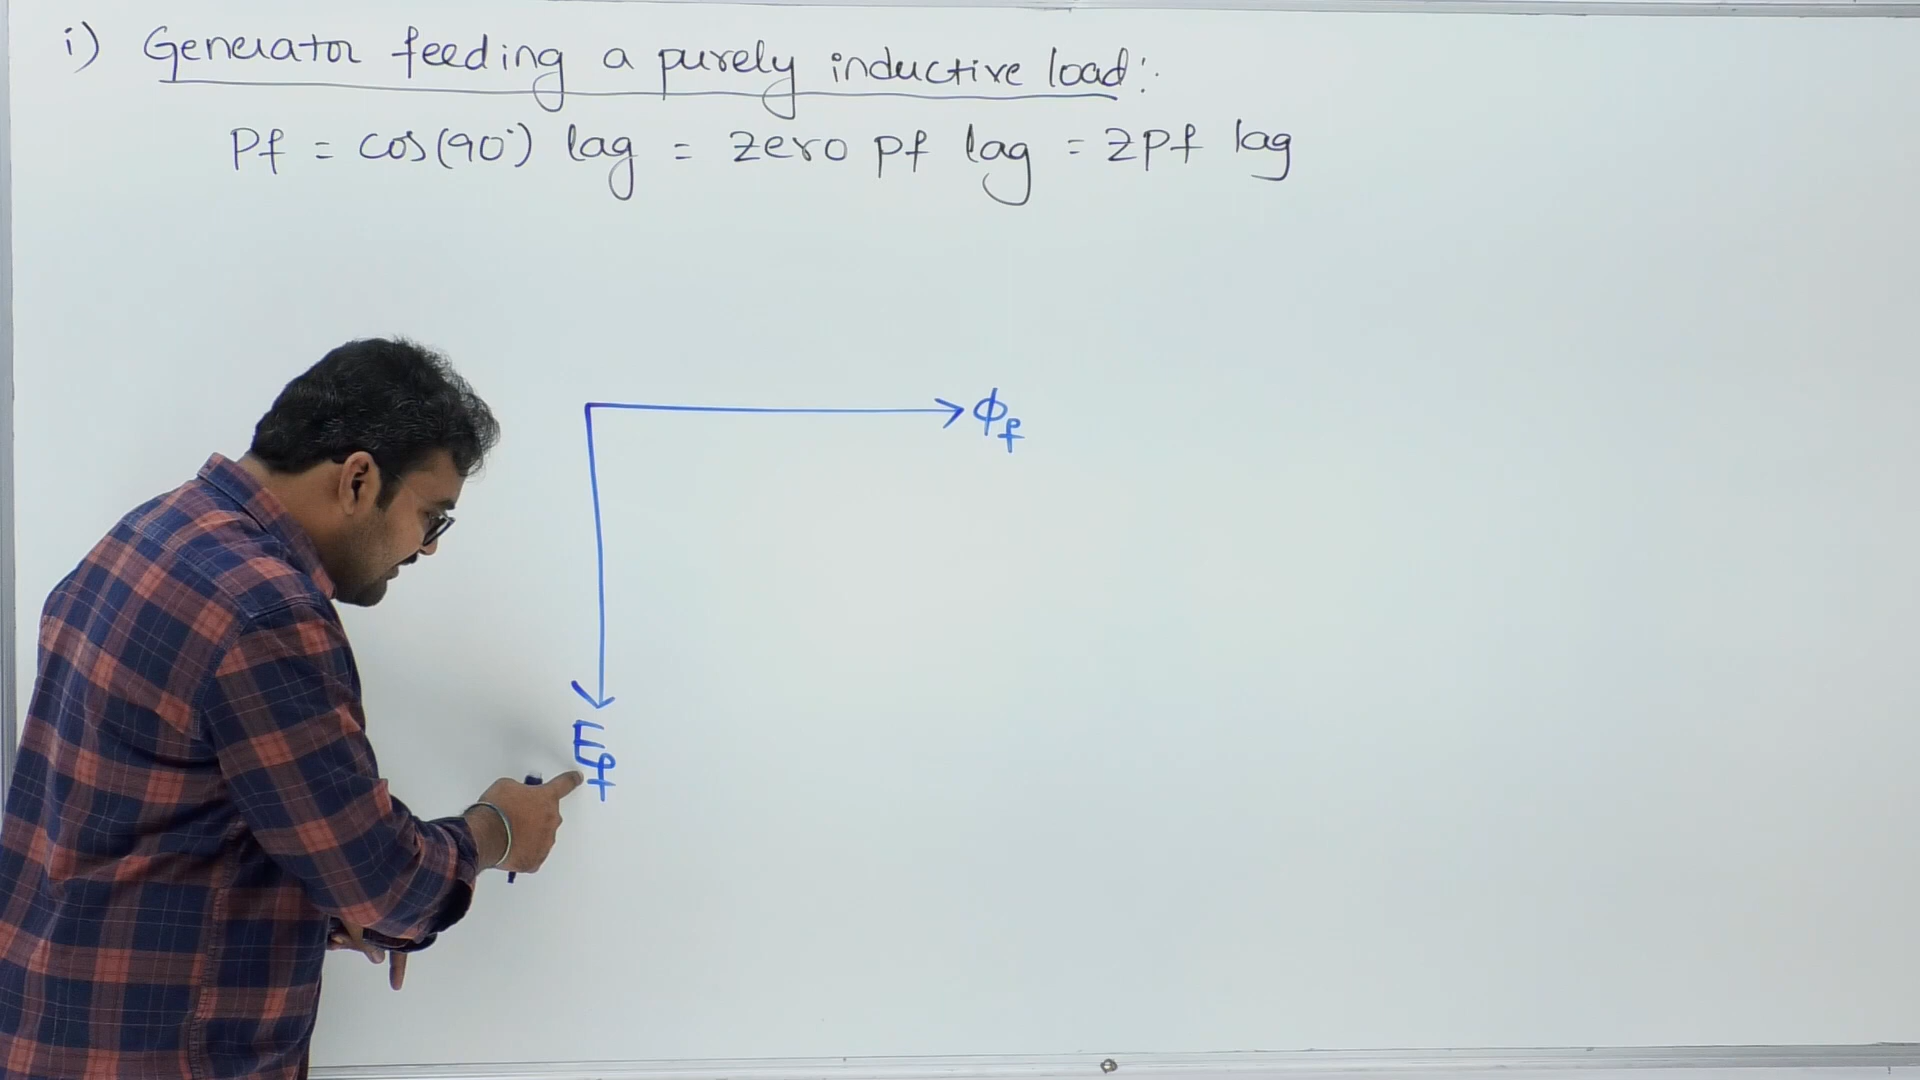 i) Generator feeding a purely inductive load:
Pf = cos(90°) lag = zero pf lag = zpf lag
ϕf
Ef